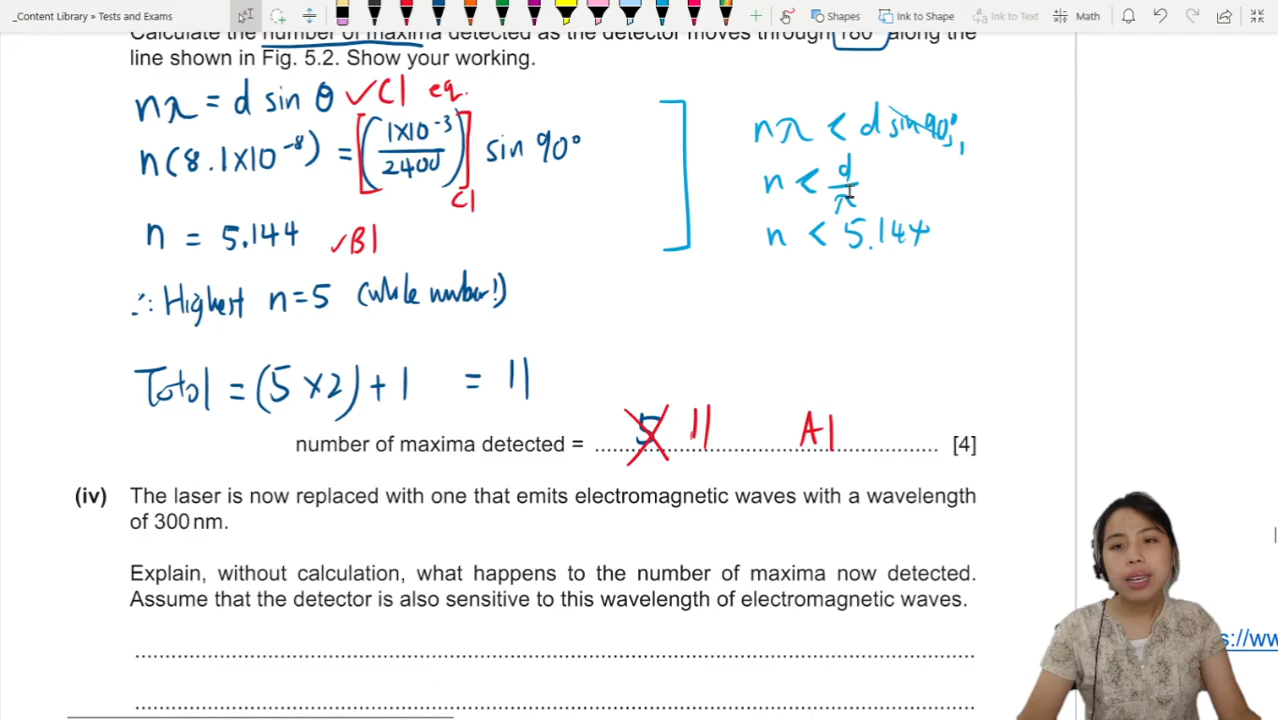 _Content Library » Tests and Exams
Shapes
Ink to Shape
Ink to Text
Math
Calculate the number of maxima detected as the detector moves through 180° along the
line shown in Fig. 5.2. Show your working.
nλ = d sin θ ✓C1 eq.
n(8.1×10⁻⁸) = [(1×10⁻³/2400)] sin 90°
C1
n = 5.144 ✓B1
∴ Highest n=5 (whole number!)
nλ < d sin90°, 1
n < d/λ
n < 5.144
Total = (5×2)+1 = 11
number of maxima detected = 5 11 A1 [4]
(iv) The laser is now replaced with one that emits electromagnetic waves with a wavelength
of 300 nm.
Explain, without calculation, what happens to the number of maxima now detected.
Assume that the detector is also sensitive to this wavelength of electromagnetic waves.
s://ww